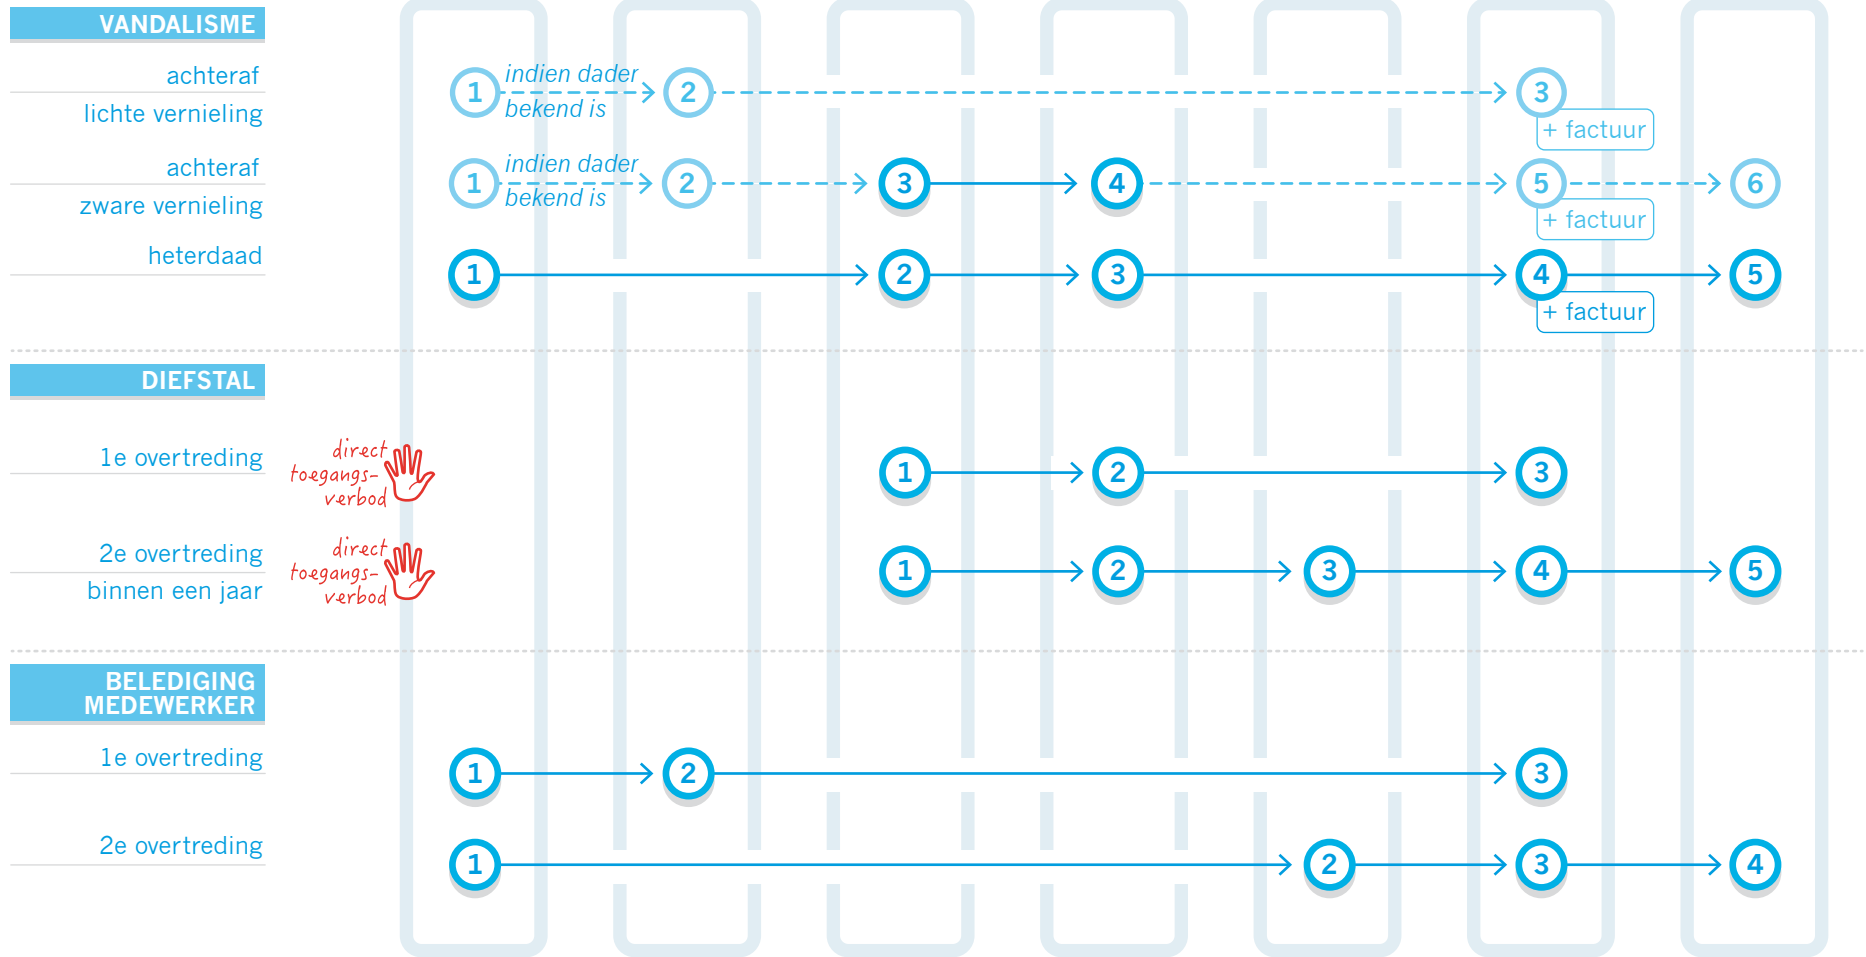 VANDALISME
achteraf
lichte vernieling
1
indien dader
bekend is
2
3
+ factuur
achteraf
zware vernieling
1
indien dader
bekend is
2
3
4
5
+ factuur
6
heterdaad
1
2
3
4
+ factuur
5
DIEFSTAL
1e overtreding
direct
toegangs-
verbod
1
2
3
2e overtreding
binnen een jaar
direct
toegangs-
verbod
1
2
3
4
5
BELEDIGING
MEDEWERKER
1e overtreding
1
2
3
2e overtreding
1
2
3
4